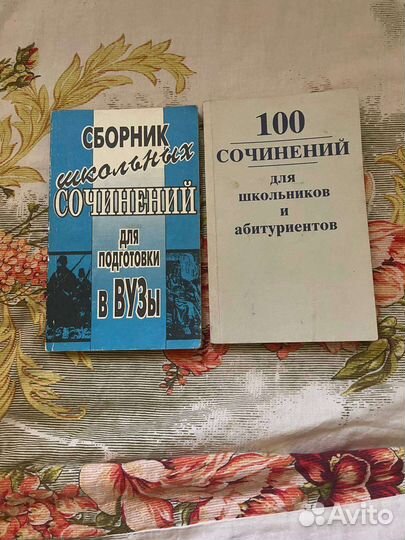 СБОРНИК
школьных
СОЧИНЕНИЙ
для
подготовки
в ВУЗы
100
СОЧИНЕНИЙ
для
школьников
и
абитуриентов
Avito